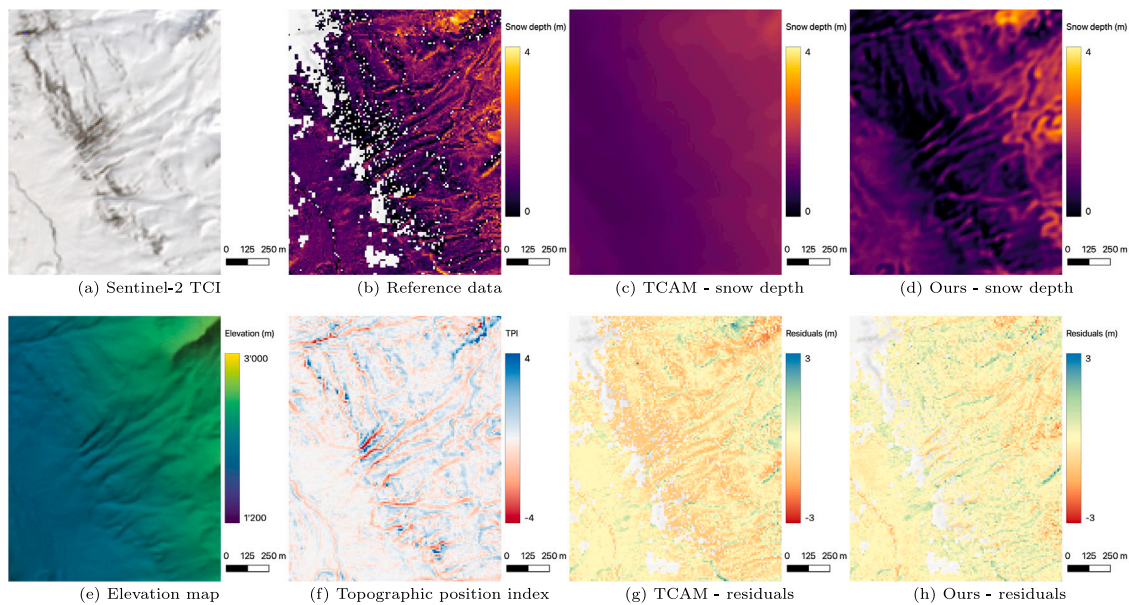 Snow depth (m)
4
0
0 125 250 m
Snow depth (m)
4
0
0 125 250 m
Snow depth (m)
4
0
0 125 250 m
0 125 250 m
(a) Sentinel-2 TCI
(b) Reference data
(c) TCAM - snow depth
(d) Ours - snow depth
Elevation (m)
3'000
1'200
0 125 250 m
TPI
4
-4
0 125 250 m
Residuals (m)
3
-3
0 125 250 m
Residuals (m)
3
-3
0 125 250 m
(e) Elevation map
(f) Topographic position index
(g) TCAM - residuals
(h) Ours - residuals